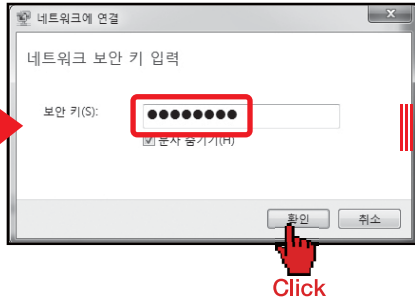 네트워크에 연결
네트워크 보안 키 입력
보안 키(S): ●●●●●●●●
문자 숨기기(H)
확인 취소
Click